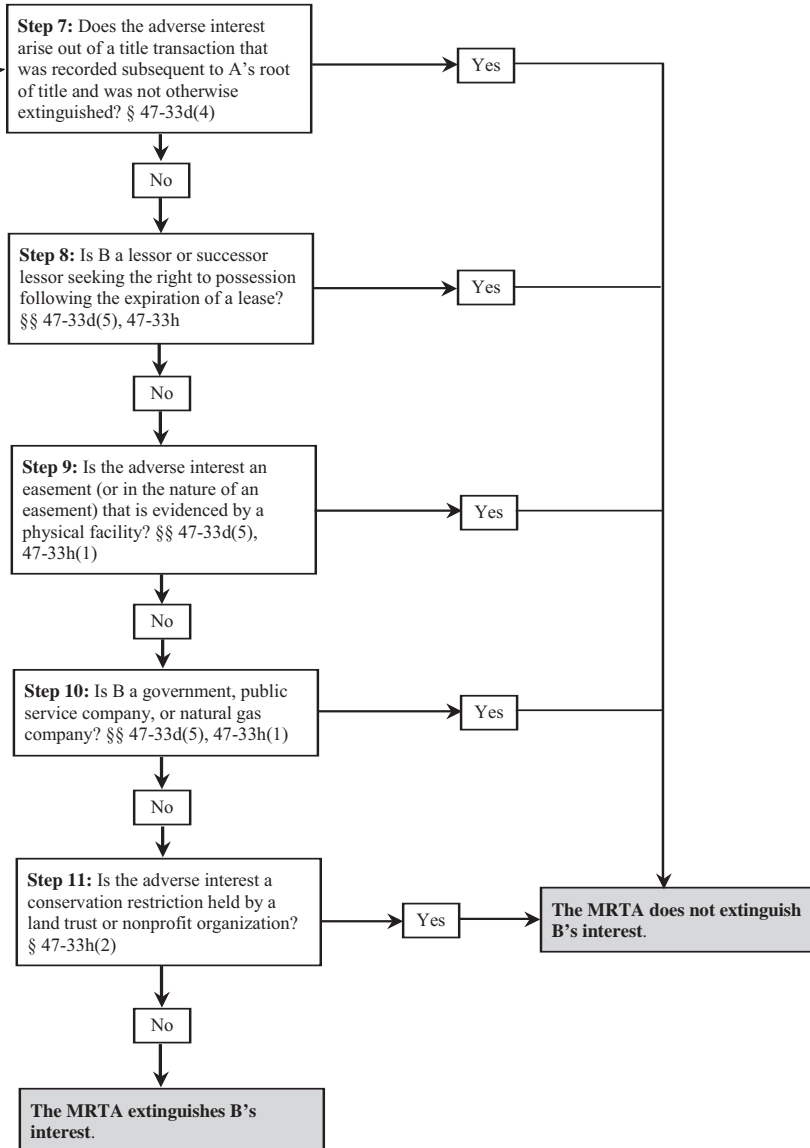 Step 7: Does the adverse interest
arise out of a title transaction that
was recorded subsequent to A’s root
of title and was not otherwise
extinguished? § 47-33d(4)
Yes
No
Step 8: Is B a lessor or successor
lessor seeking the right to possession
following the expiration of a lease?
§§ 47-33d(5), 47-33h
Yes
No
Step 9: Is the adverse interest an
easement (or in the nature of an
easement) that is evidenced by a
physical facility? §§ 47-33d(5),
47-33h(1)
Yes
No
Step 10: Is B a government, public
service company, or natural gas
company? §§ 47-33d(5), 47-33h(1)
Yes
No
Step 11: Is the adverse interest a
conservation restriction held by a
land trust or nonprofit organization?
§ 47-33h(2)
Yes
The MRTA does not extinguish
B’s interest.
No
The MRTA extinguishes B’s
interest.